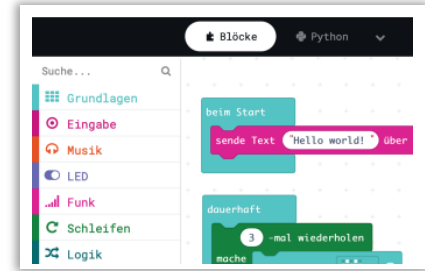 Blöcke Python
Suche...
Grundlagen
Eingabe
Musik
LED
Funk
Schleifen
Logik
beim Start
sende Text "Hello world!" über
dauerhaft
3 -mal wiederholen
mache